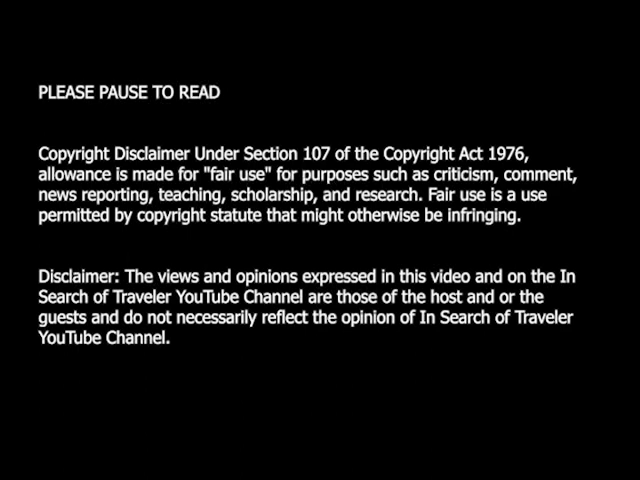 PLEASE PAUSE TO READ
Copyright Disclaimer Under Section 107 of the Copyright Act 1976,
allowance is made for "fair use" for purposes such as criticism, comment,
news reporting, teaching, scholarship, and research. Fair use is a use
permitted by copyright statute that might otherwise be infringing.
Disclaimer: The views and opinions expressed in this video and on the In
Search of Traveler YouTube Channel are those of the host and or the
guests and do not necessarily reflect the opinion of In Search of Traveler
YouTube Channel.